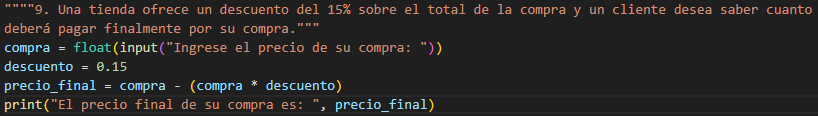 """"9. Una tienda ofrece un descuento del 15% sobre el total de la compra y un cliente desea saber cuanto
deberá pagar finalmente por su compra."""
compra = float(input("Ingrese el precio de su compra: "))
descuento = 0.15
precio_final = compra - (compra * descuento)
print("El precio final de su compra es: ", precio_final)